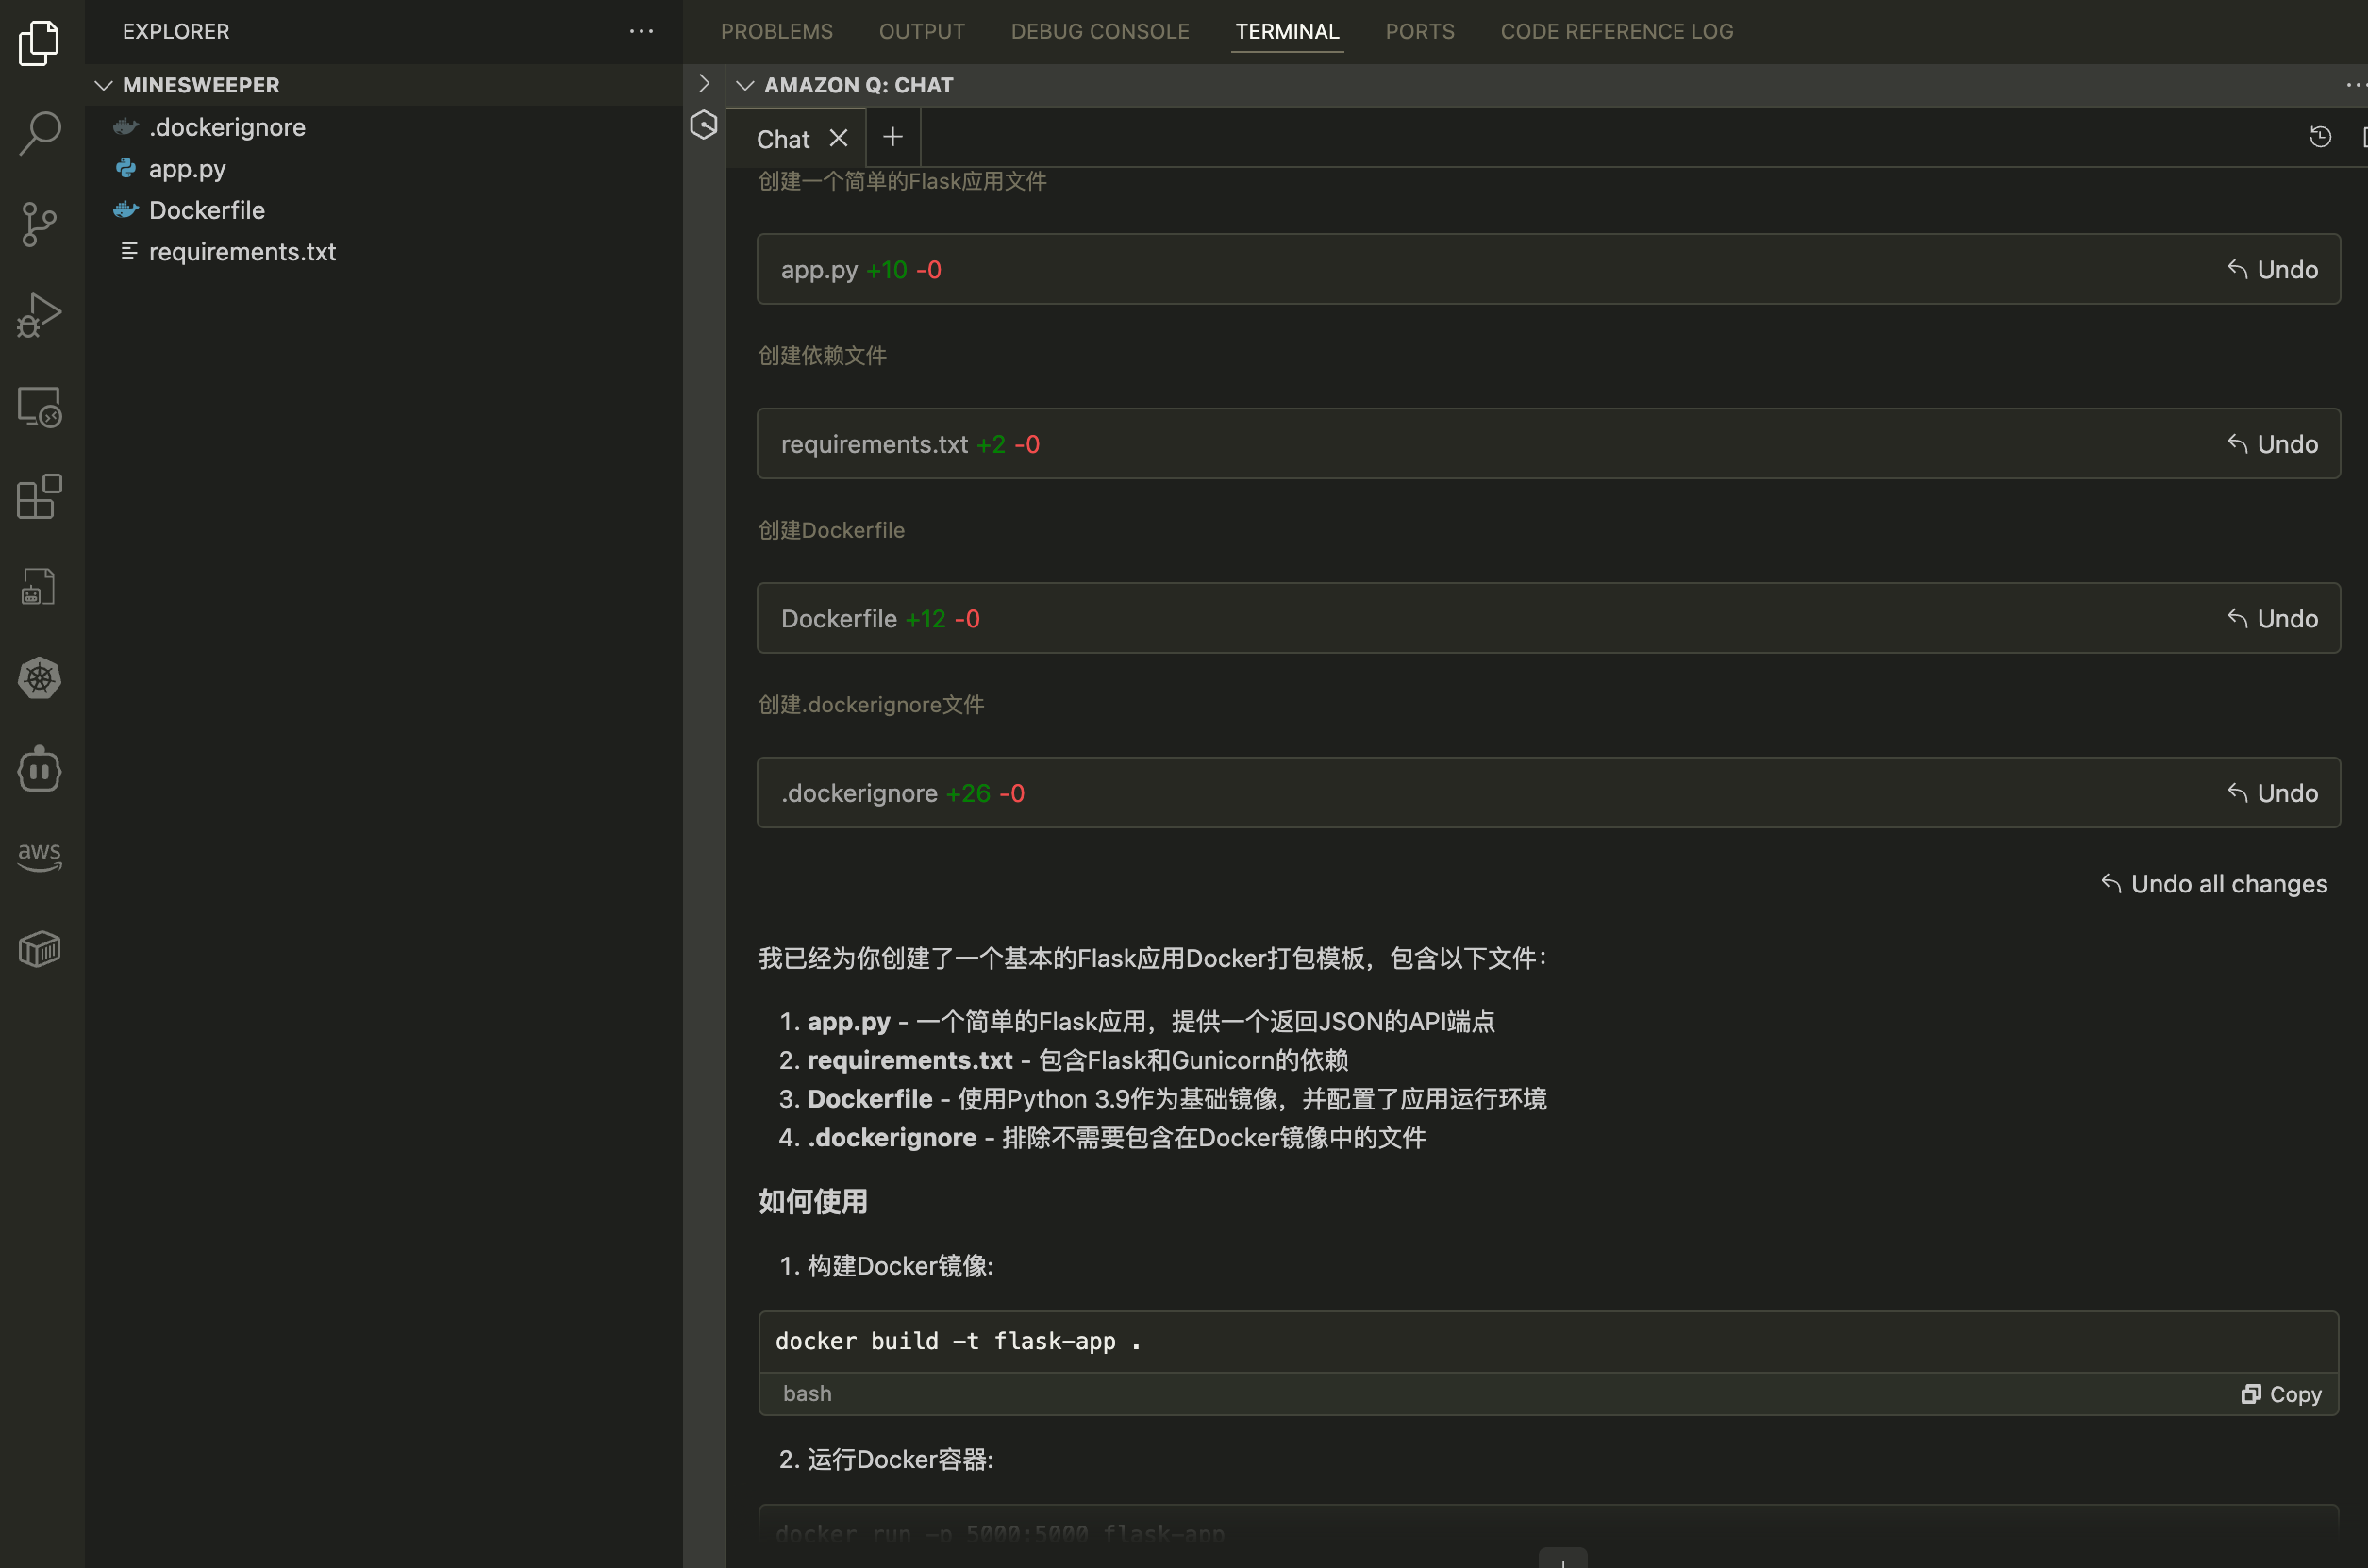 EXPLORER
MINESWEEPER
.dockerignore
app.py
Dockerfile
requirements.txt
aws
PROBLEMS OUTPUT DEBUG CONSOLE TERMINAL PORTS CODE REFERENCE LOG
AMAZON Q: CHAT
Chat
创建一个简单的Flask应用文件
app.py +10 -0 Undo
创建依赖文件
requirements.txt +2 -0 Undo
创建Dockerfile
Dockerfile +12 -0 Undo
创建.dockerignore文件
.dockerignore +26 -0 Undo
Undo all changes
我已经为你创建了一个基本的Flask应用Docker打包模板，包含以下文件：
1. app.py - 一个简单的Flask应用，提供一个返回JSON的API端点
2. requirements.txt - 包含Flask和Gunicorn的依赖
3. Dockerfile - 使用Python 3.9作为基础镜像，并配置了应用运行环境
4. .dockerignore - 排除不需要包含在Docker镜像中的文件
如何使用
1. 构建Docker镜像:
docker build -t flask-app .
bash Copy
2. 运行Docker容器:
docker run -p 5000:5000 flask-app